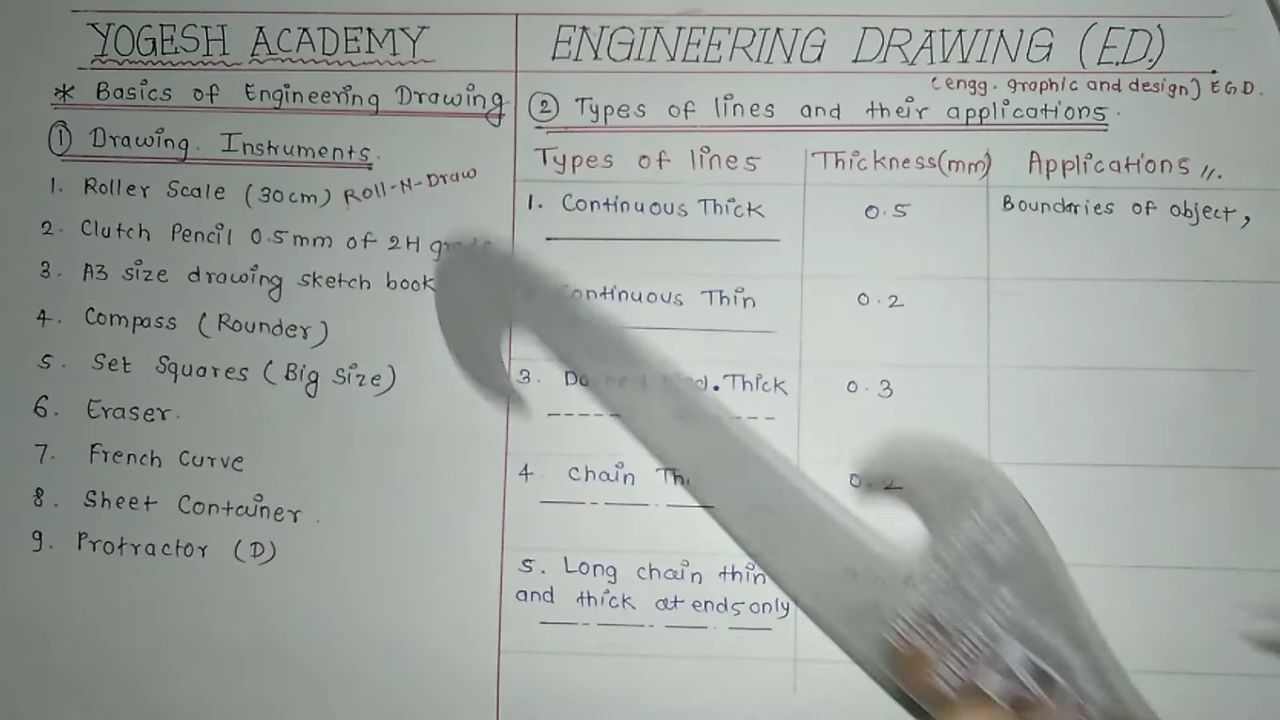 YOGESH ACADEMY
* Basics of Engineering Drawing
① Drawing. Instruments.
1. Roller Scale (30cm) Roll-N-Draw
2. Clutch Pencil 0.5mm of 2H
3. A3 size drawing sketch book
4. Compass (Rounder)
5. Set Squares (Big Size)
6. Eraser.
7. French Curve
8. Sheet Container.
9. Protractor (D)
ENGINEERING DRAWING (E.D.)
(engg. graphic and design) EGD.
② Types of lines and their applications.
Types of lines Thickness(mm) Applications
1. Continuous Thick 0.5 Boundaries of object,
Continuous Thin 0.2
3. Thick 0.3
4. Chain 0.2
5. Long chain thin
and thick at ends only